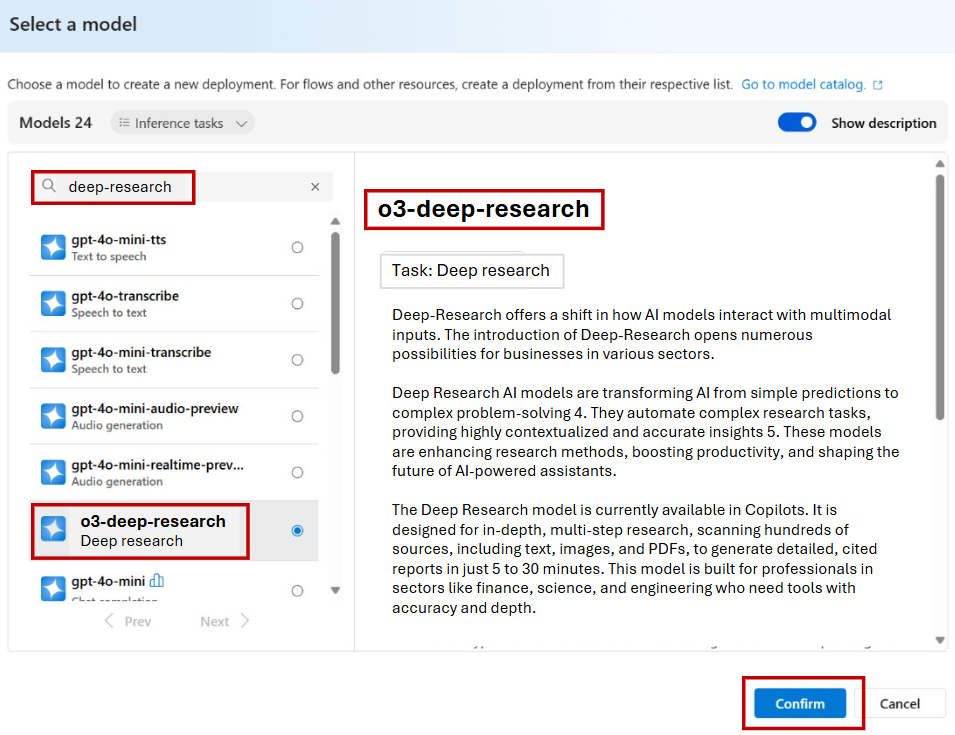 Select a model
Choose a model to create a new deployment. For flows and other resources, create a deployment from their respective list. Go to model catalog.
Models 24
Inference tasks
Show description
deep-research
gpt-4o-mini-tts
Text to speech
gpt-4o-transcribe
Speech to text
gpt-4o-mini-transcribe
Speech to text
gpt-4o-mini-audio-preview
Audio generation
gpt-4o-mini-realtime-prev...
Audio generation
o3-deep-research
Deep research
gpt-4o-mini
Chat completion
Prev
Next
o3-deep-research
Task: Deep research
Deep-Research offers a shift in how AI models interact with multimodal
inputs. The introduction of Deep-Research opens numerous
possibilities for businesses in various sectors.
Deep Research AI models are transforming AI from simple predictions to
complex problem-solving 4. They automate complex research tasks,
providing highly contextualized and accurate insights 5. These models
are enhancing research methods, boosting productivity, and shaping the
future of AI-powered assistants.
The Deep Research model is currently available in Copilots. It is
designed for in-depth, multi-step research, scanning hundreds of
sources, including text, images, and PDFs, to generate detailed, cited
reports in just 5 to 30 minutes. This model is built for professionals in
sectors like finance, science, and engineering who need tools with
accuracy and depth.
Confirm
Cancel